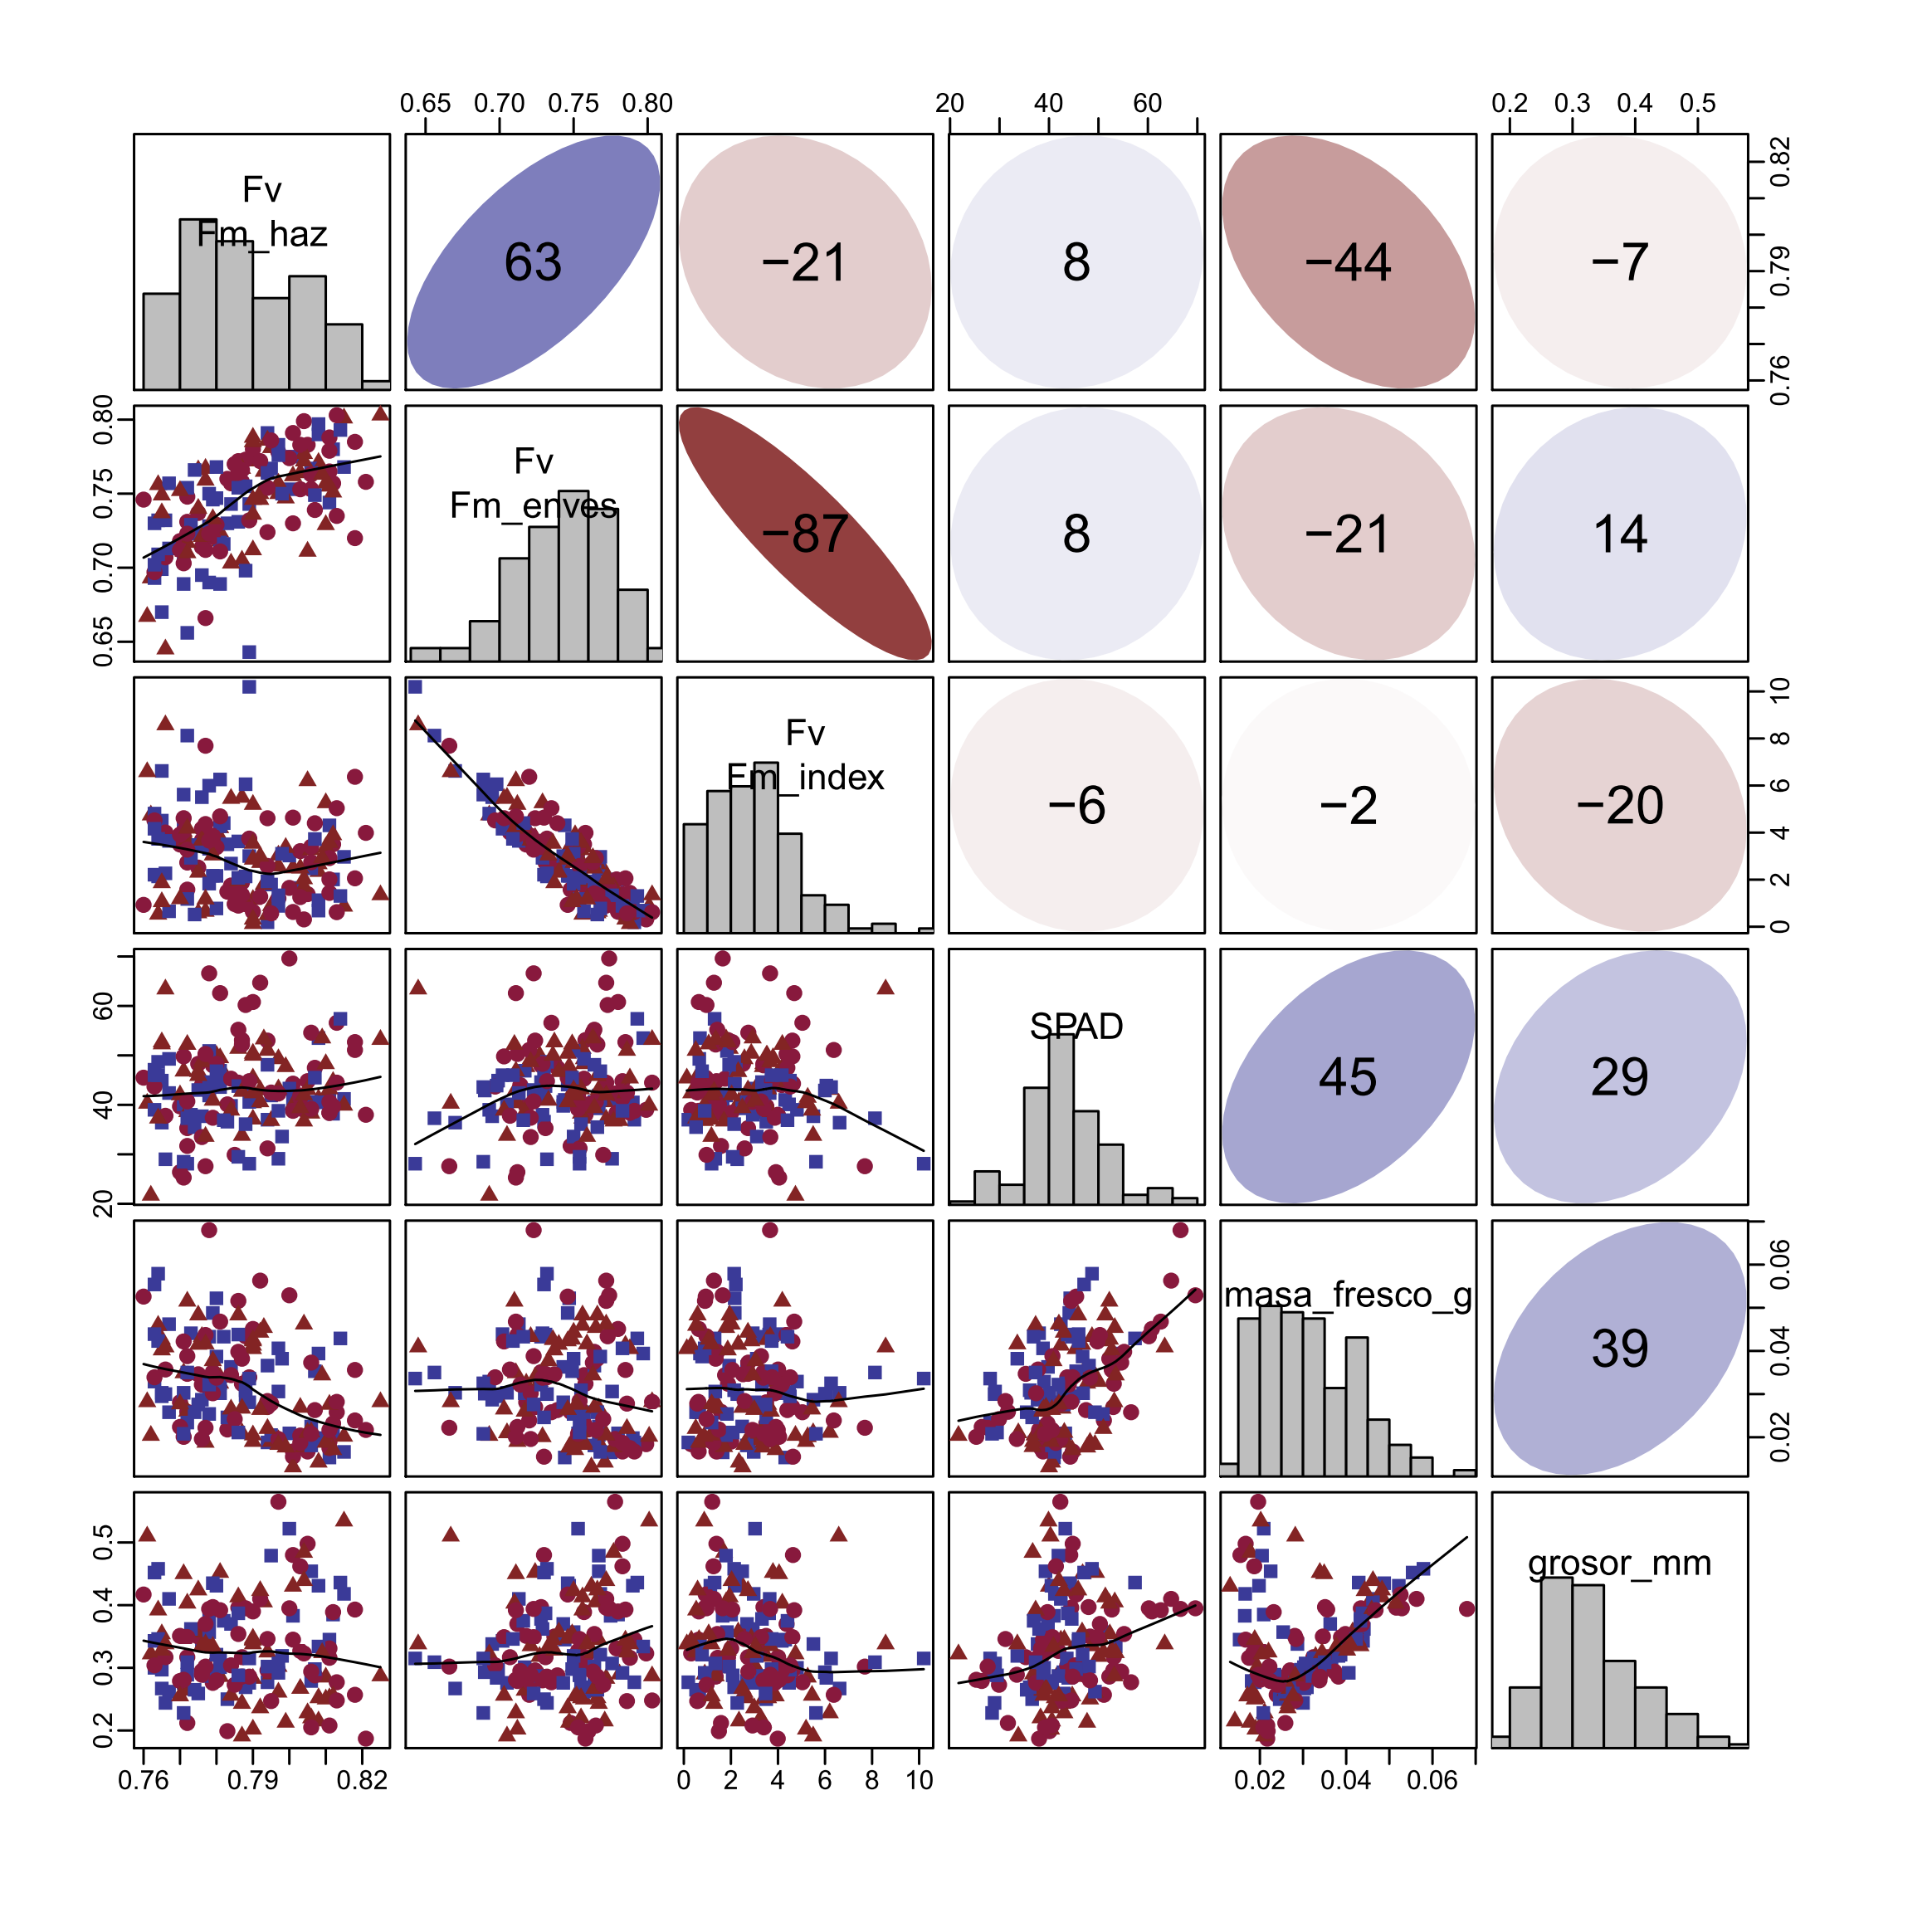 0.65 0.70 0.75 0.80 20 40 60 0.2 0.3 0.4 0.5
Fv
Fm_haz
63 −21 8 −44 −7
0.76 0.79 0.82
0.65 0.70 0.75 0.80
Fv
Fm_enves
−87 8 −21 14
Fv
Fm_index
−6 −2 −20
0 2 4 6 8 10
20 40 60
SPAD
45 29
masa_fresco_g
39
0.02 0.04 0.06
0.2 0.3 0.4 0.5
grosor_mm
0.76 0.79 0.82 0 2 4 6 8 10 0.02 0.04 0.06